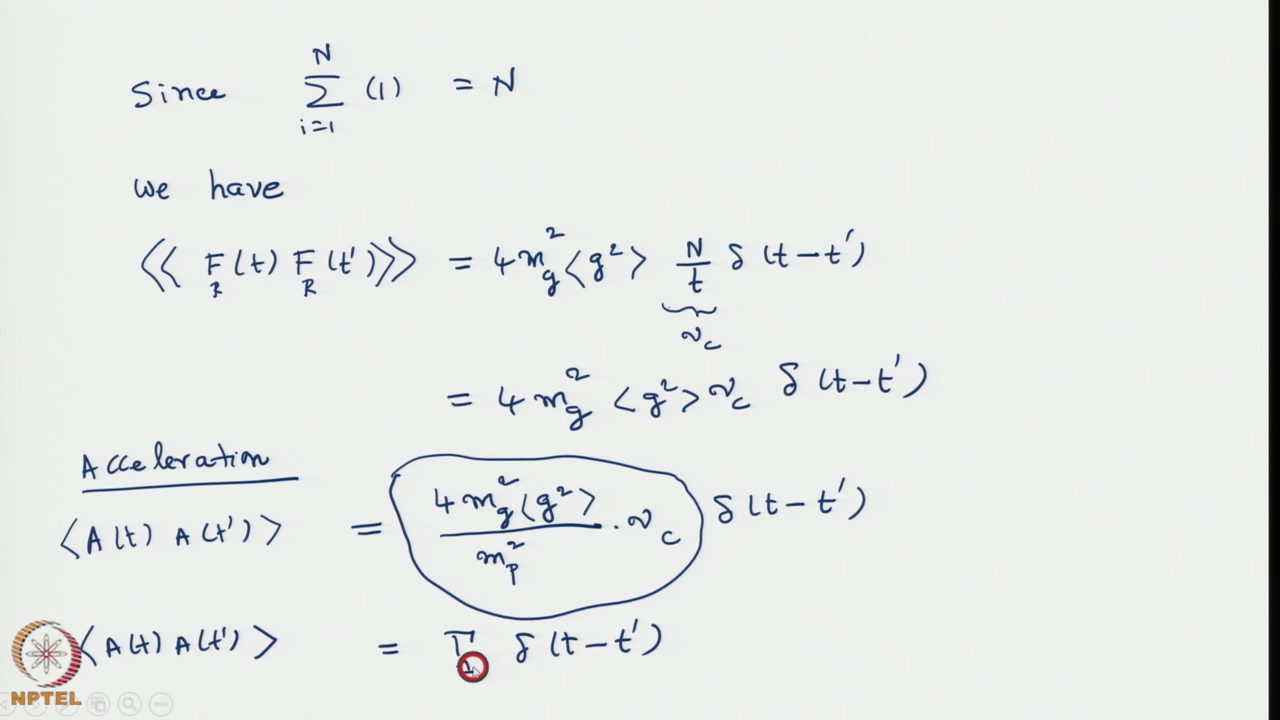 Since N Σ i=1 (1) = N
we have
⟨⟨ F_R(t) F_R(t') ⟩⟩ = 4 m_g^2 ⟨g^2⟩ N/t δ(t-t')
ν_c
= 4 m_g^2 ⟨g^2⟩ ν_c δ(t-t')
Acceleration
⟨A(t) A(t')⟩ = 4 m_g^2 ⟨g^2⟩ / m_p^2 · ν_c δ(t-t')
⟨A(t) A(t')⟩ = Γ δ(t-t')
NPTEL